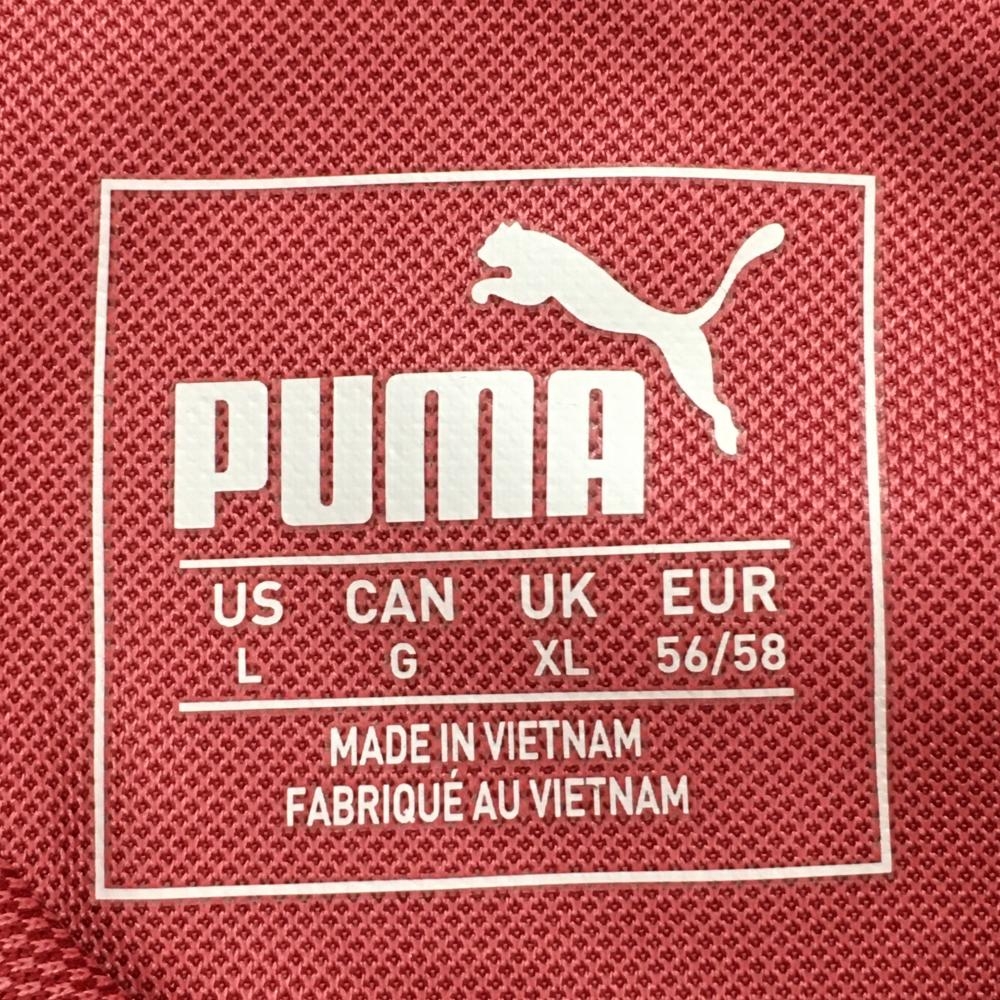 PUMA
US CAN UK EUR
L G XL 56/58
MADE IN VIETNAM
FABRIQUÉ AU VIETNAM